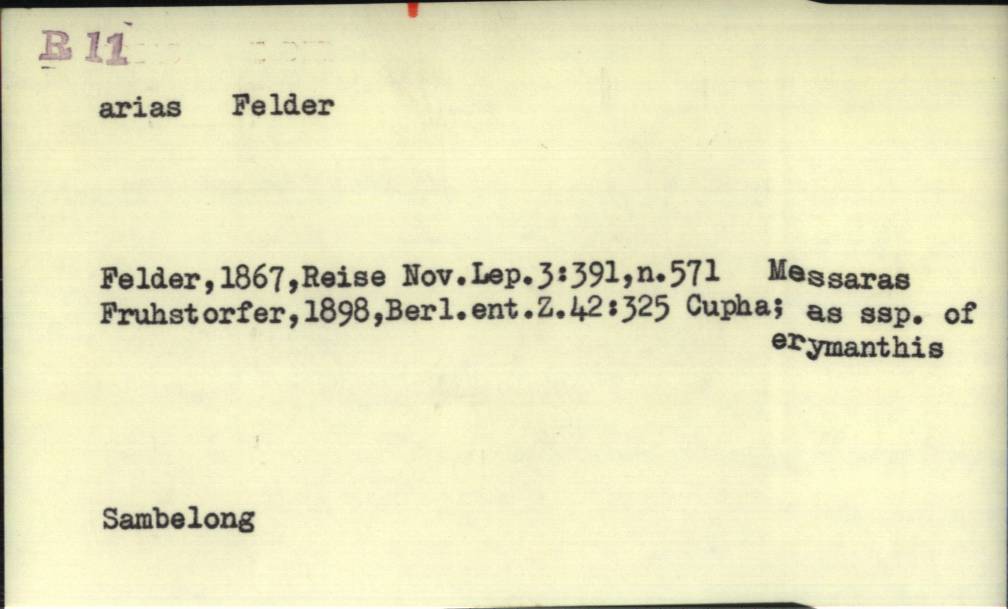 R 11
arias Felder
Felder,1867,Reise Nov.Lep.3:391,n.571 Messaras
Fruhstorfer,1898,Berl.ent.Z.42:325 Cupha; as ssp. of
erymanthis
Sambelong